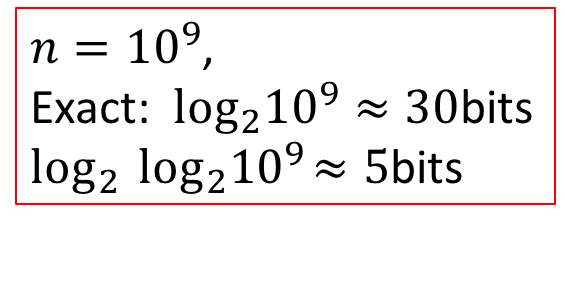 n = 10⁹,
Exact: log₂10⁹ ≈ 30bits
log₂ log₂10⁹ ≈ 5bits